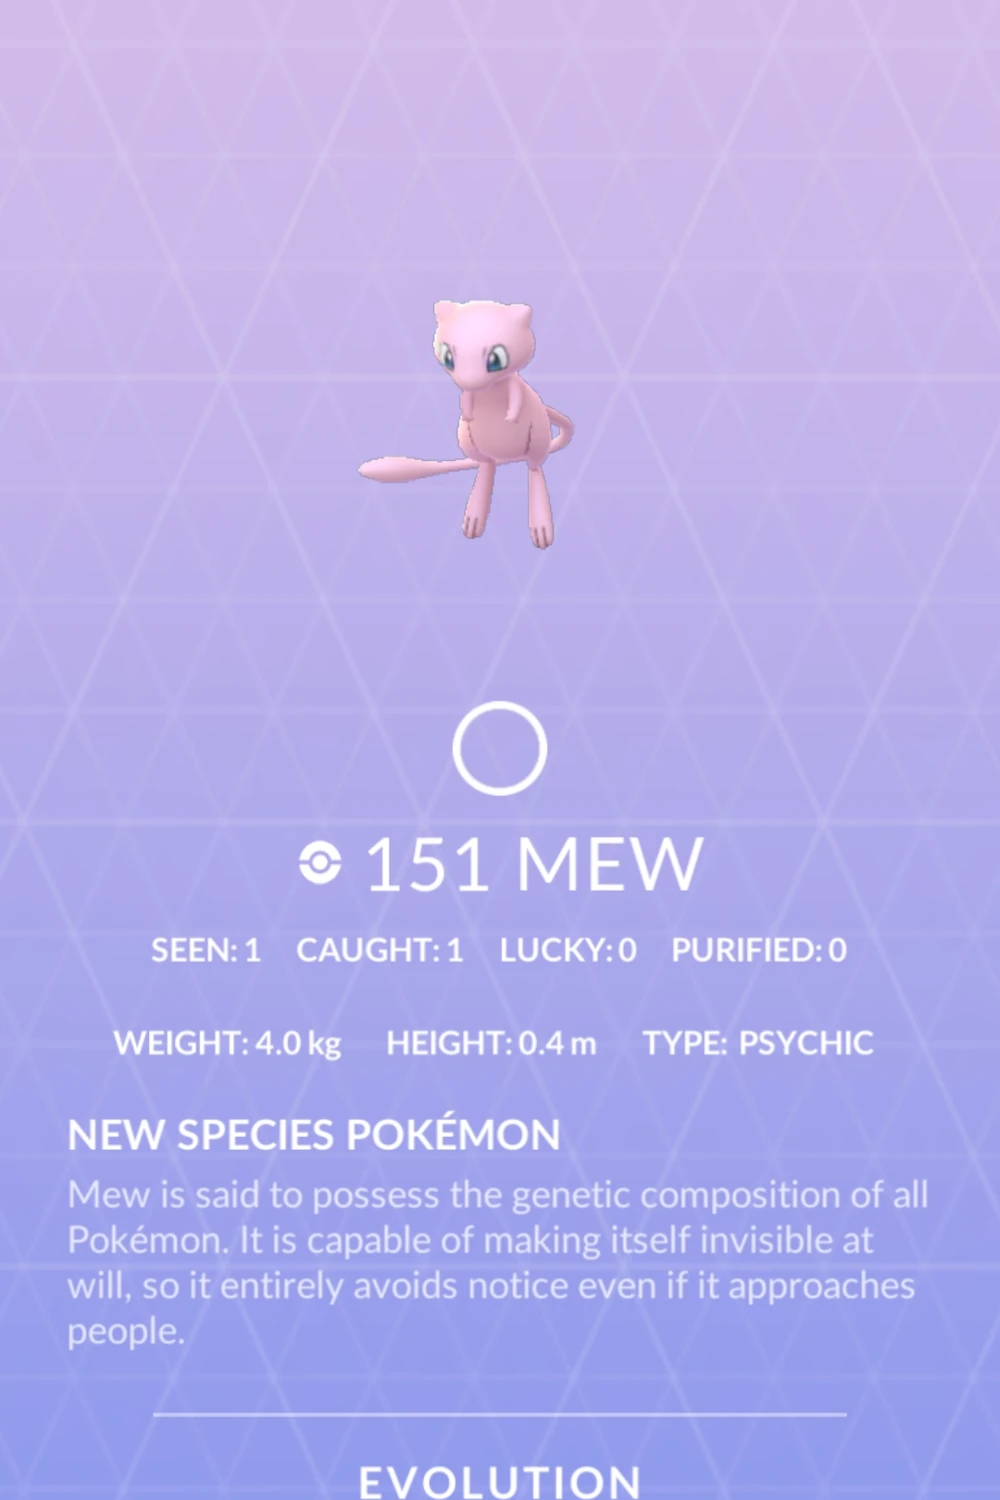 151 MEW
SEEN: 1 CAUGHT: 1 LUCKY: 0 PURIFIED: 0
WEIGHT: 4.0 kg HEIGHT: 0.4 m TYPE: PSYCHIC
NEW SPECIES POKÉMON
Mew is said to possess the genetic composition of all
Pokémon. It is capable of making itself invisible at
will, so it entirely avoids notice even if it approaches
people.
EVOLUTION